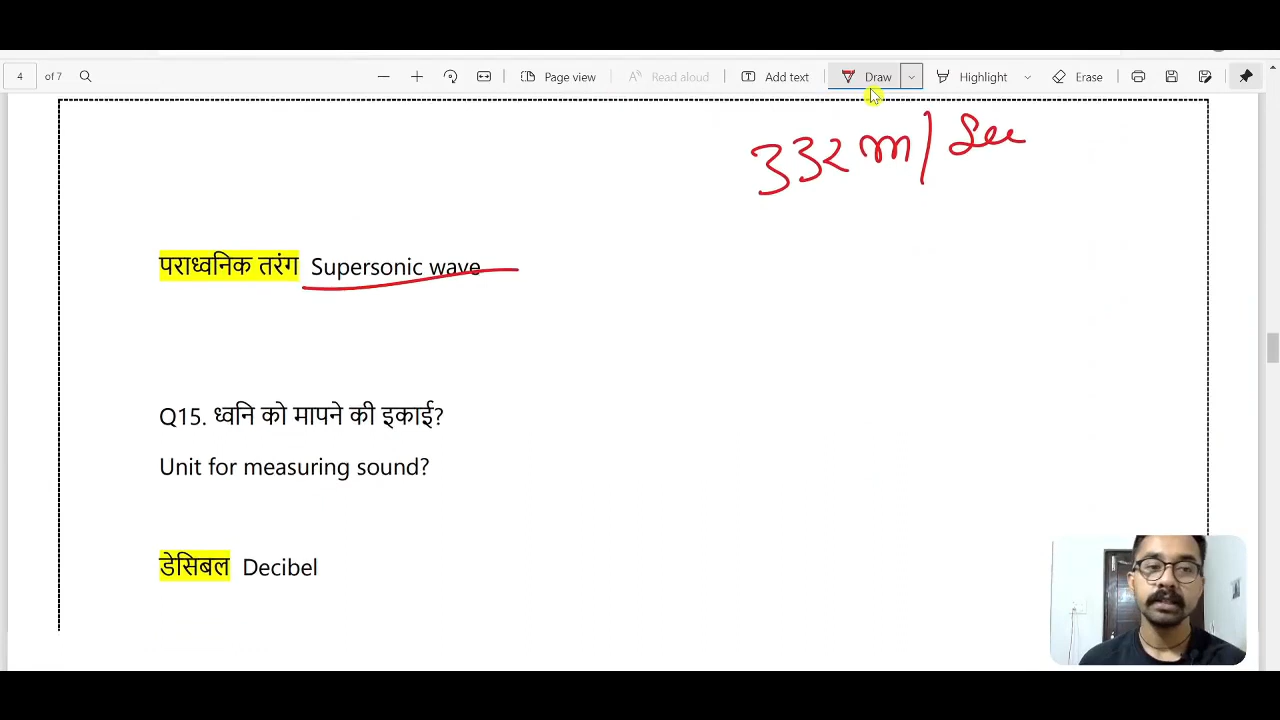 4 of 7 Page view Read aloud Add text Draw Highlight Erase
332 m/sec
पराध्वनिक तरंग Supersonic wave
Q15. ध्वनि को मापने की इकाई?
Unit for measuring sound?
डेसिबल Decibel